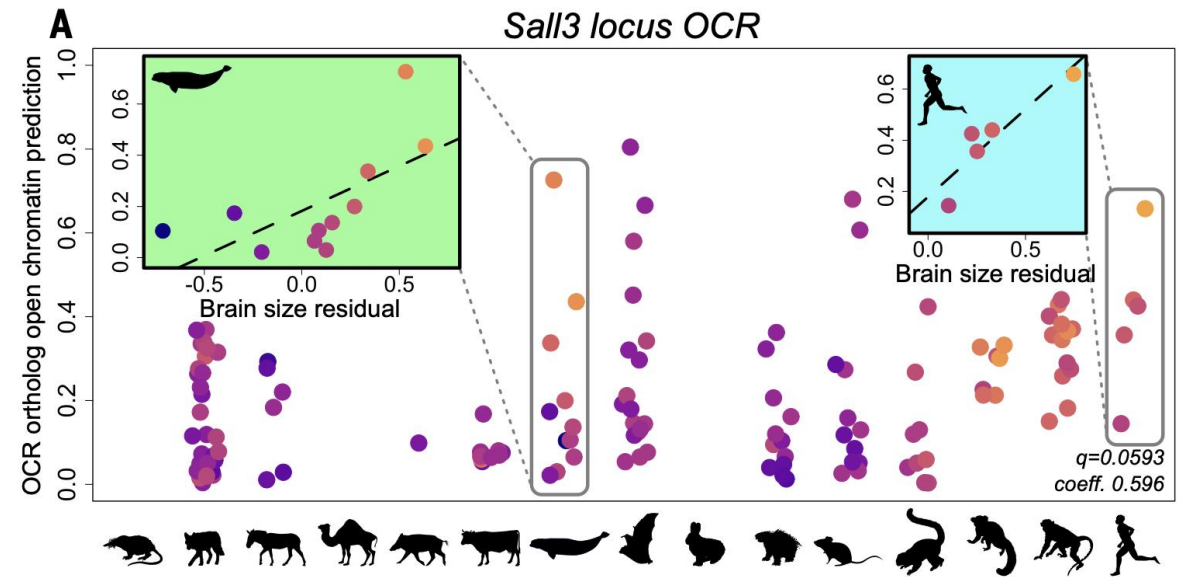 A
Sall3 locus OCR
OCR ortholog open chromatin prediction
1.0
0.8
0.6
0.4
0.2
0.0
0.6
0.4
0.2
0.0
-0.5 0.0 0.5
Brain size residual
0.6
0.4
0.2
0.0 0.5
Brain size residual
q=0.0593
coeff. 0.596